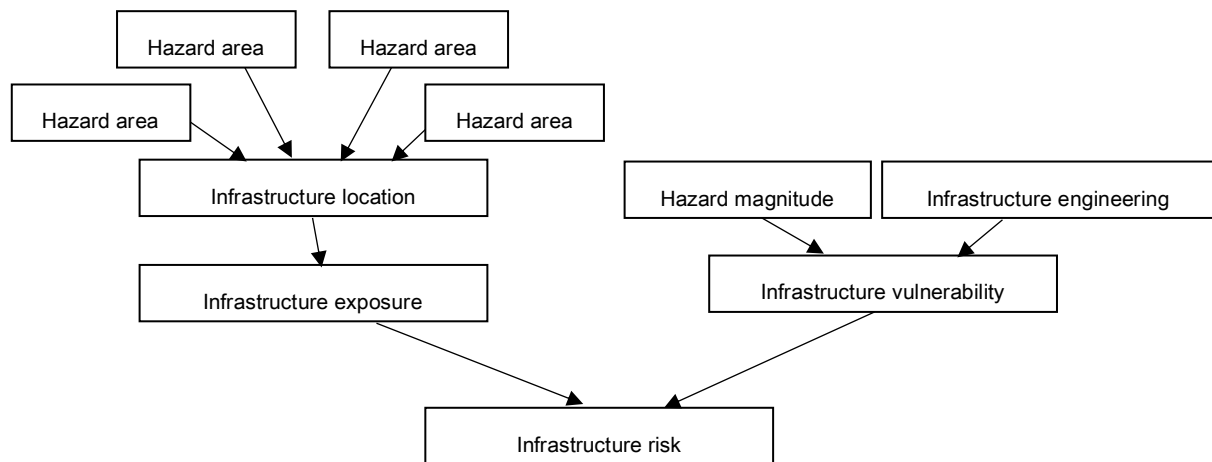 Hazard area
Hazard area
Hazard area
Hazard area
Infrastructure location
Hazard magnitude
Infrastructure engineering
Infrastructure exposure
Infrastructure vulnerability
Infrastructure risk